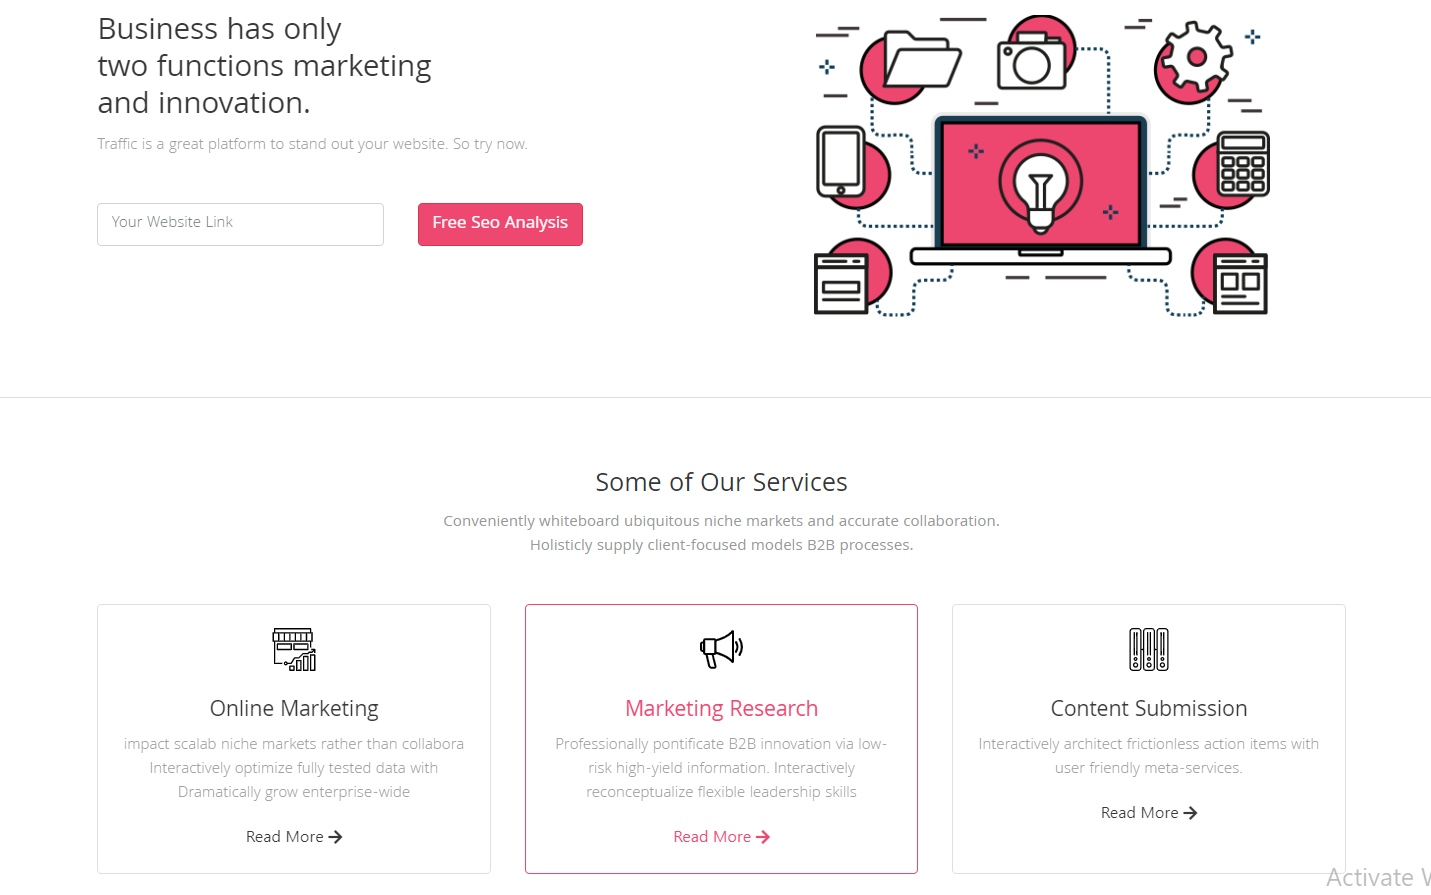 Business has only
two functions marketing
and innovation.
Traffic is a great platform to stand out your website. So try now.
Your Website Link
Free Seo Analysis
Some of Our Services
Conveniently whiteboard ubiquitous niche markets and accurate collaboration.
Holisticly supply client-focused models B2B processes.
Online Marketing
impact scalab niche markets rather than collabora
Interactively optimize fully tested data with
Dramatically grow enterprise-wide
Read More
Marketing Research
Professionally pontificate B2B innovation via low-
risk high-yield information. Interactively
reconceptualize flexible leadership skills
Read More
Content Submission
Interactively architect frictionless action items with
user friendly meta-services.
Read More
Activate